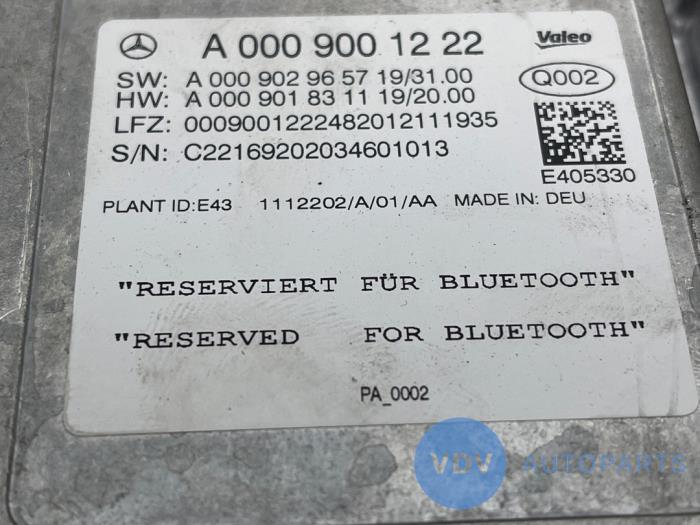 A 000 900 12 22 Valeo
SW: A 000 902 96 57 19/31.00 Q002
HW: A 000 901 83 11 19/20.00
LFZ: 0009001222482012111935
S/N: C22169202034601013
E405330
PLANT ID:E43 1112202/A/01/AA MADE IN: DEU
"RESERVIERT FÜR BLUETOOTH"
"RESERVED FOR BLUETOOTH"
PA_0002
VDV AUTOPARTS